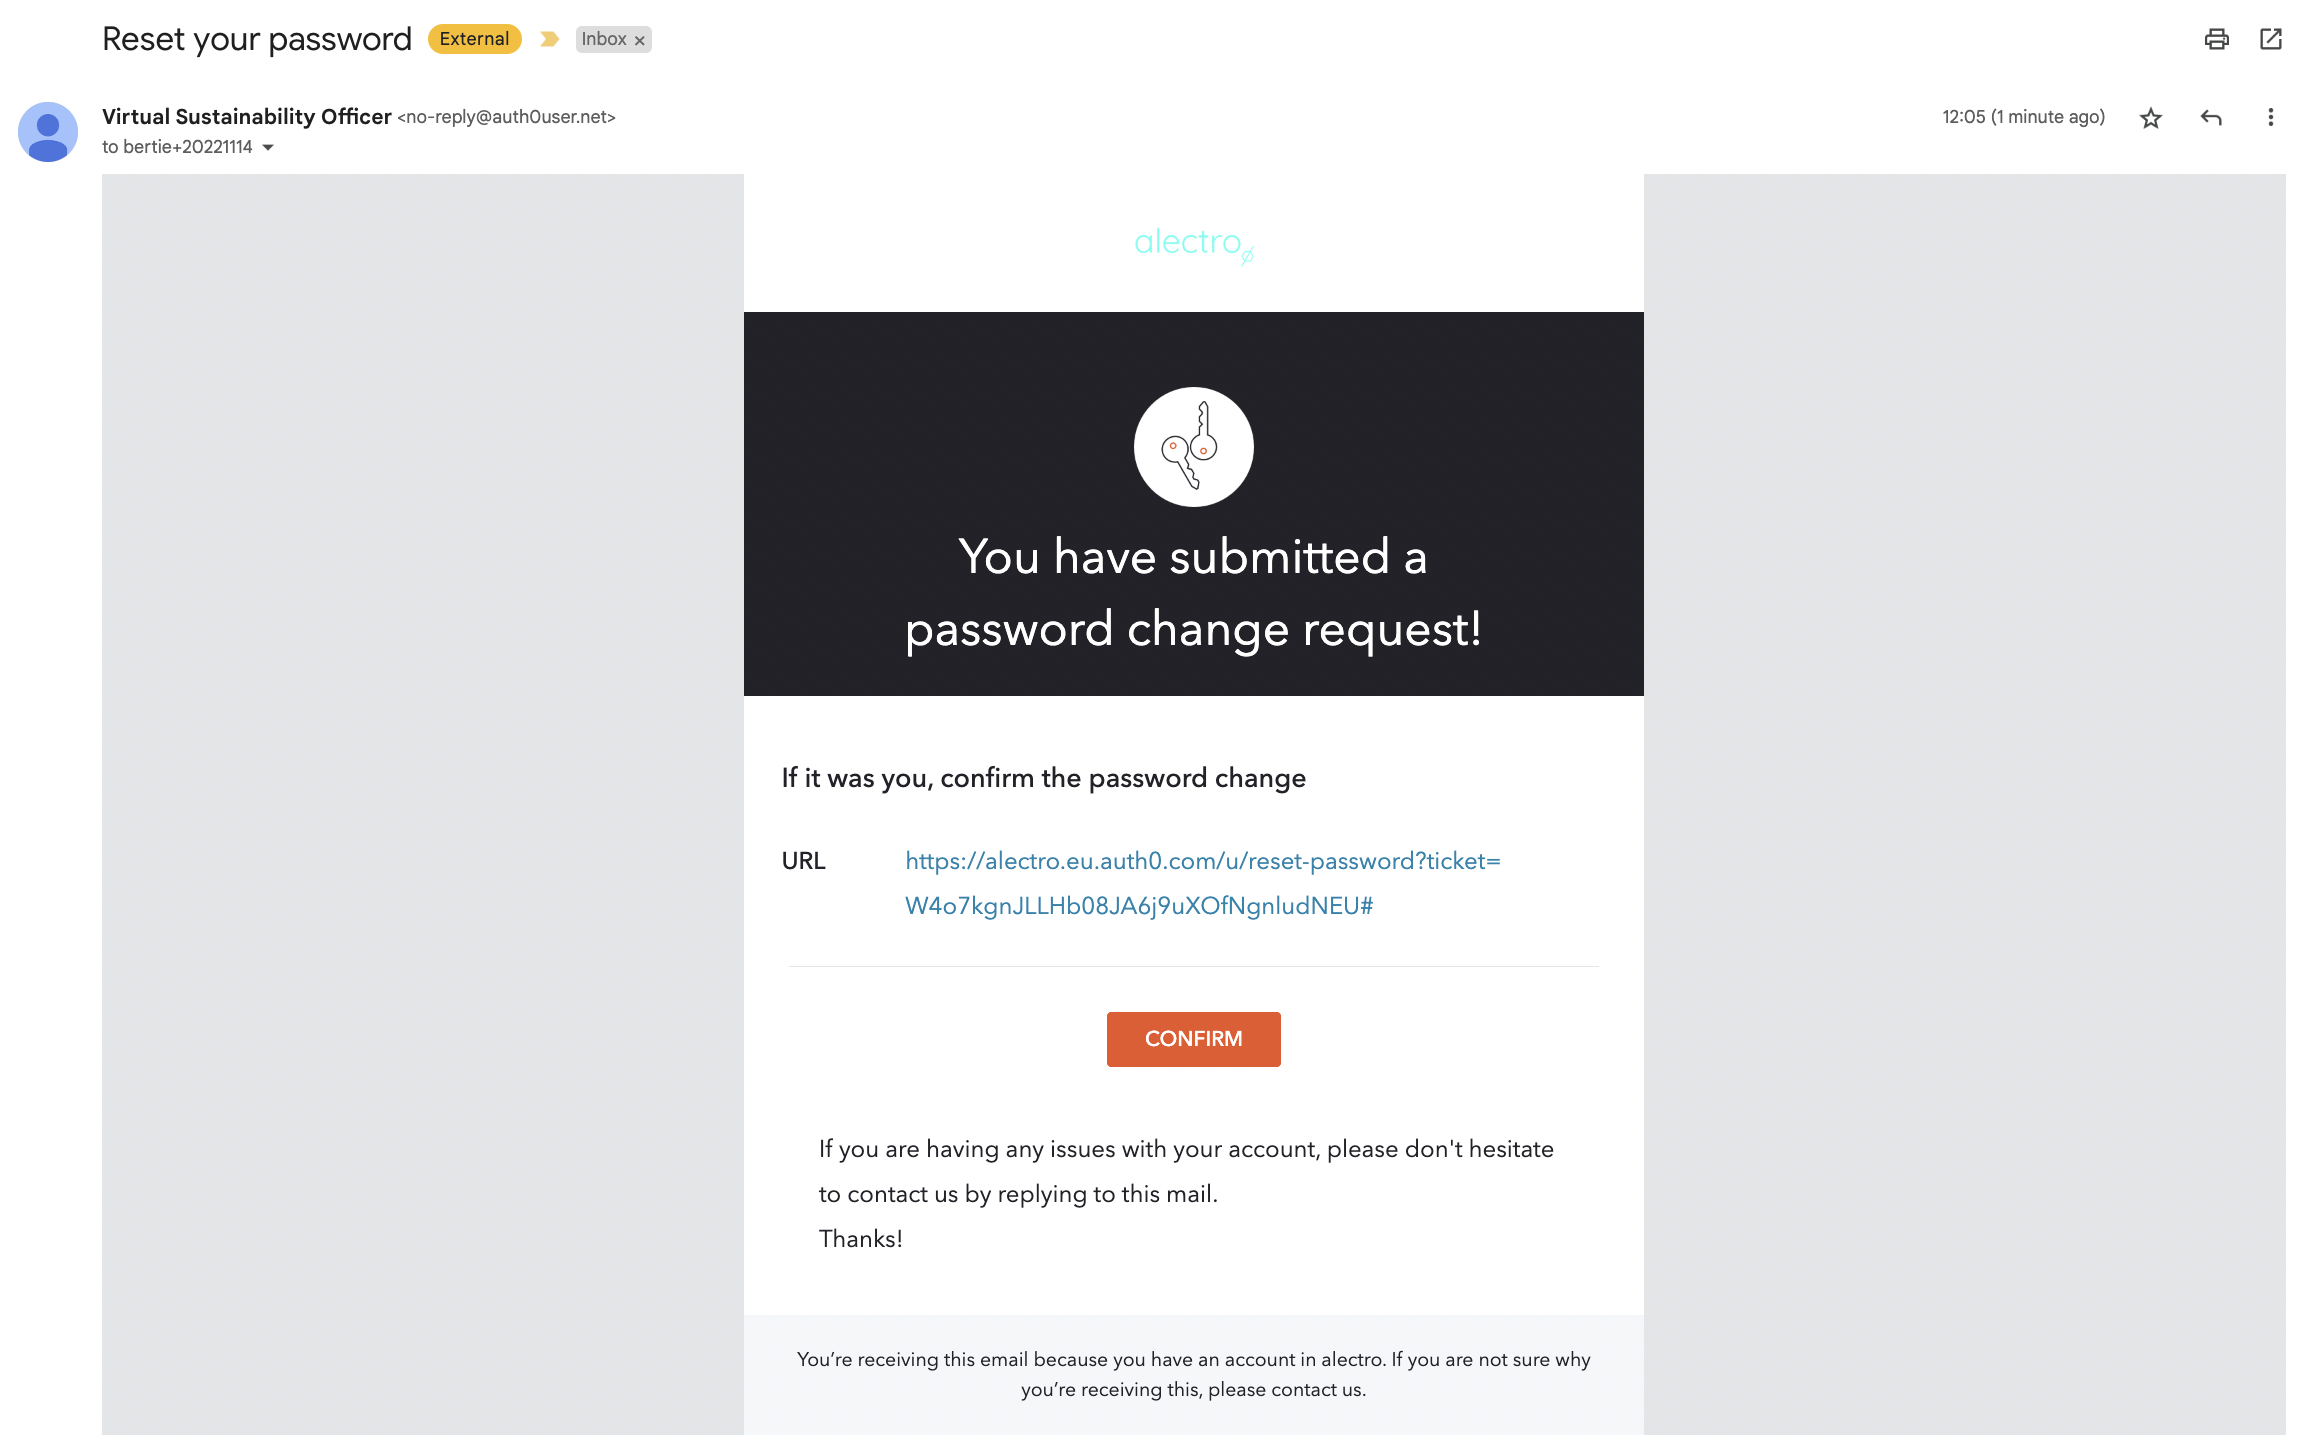 Reset your password External Inbox ×
Virtual Sustainability Officer <no-reply@auth0user.net> 12:05 (1 minute ago)
to bertie+20221114
alectroø
You have submitted a
password change request!
If it was you, confirm the password change
URL https://alectro.eu.auth0.com/u/reset-password?ticket=
W4o7kgnJLLHb08JA6j9uXOfNgnludNEU#
CONFIRM
If you are having any issues with your account, please don't hesitate
to contact us by replying to this mail.
Thanks!
You’re receiving this email because you have an account in alectro. If you are not sure why
you’re receiving this, please contact us.